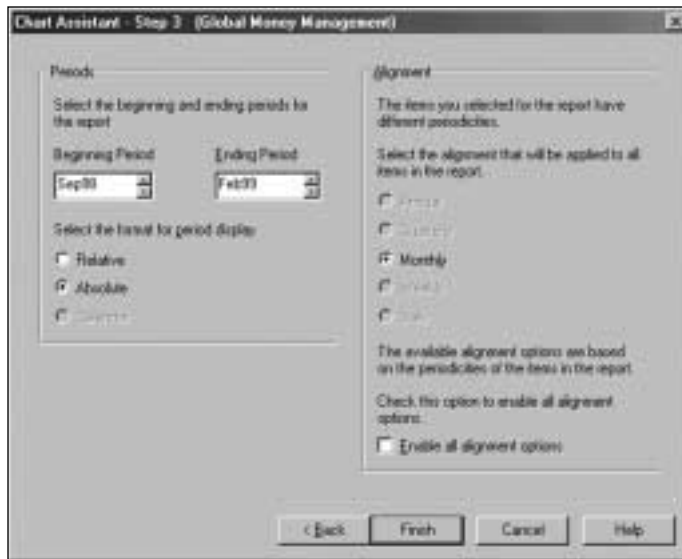 Chart Assistant - Step 3 (Global Money Management)
Periods
Select the beginning and ending periods for
the report
Beginning Period
Ending Period
Sep98
Feb99
Select the format for period display
Relative
Absolute
Alignment
The items you selected for the report have
different periodicities.
Select the alignment that will be applied to all
items in the report.
Monthly
The available alignment options are based
on the periodicities of the items in the report.
Check this option to enable all alignment
options.
Enable all alignment options
< Back
Finish
Cancel
Help